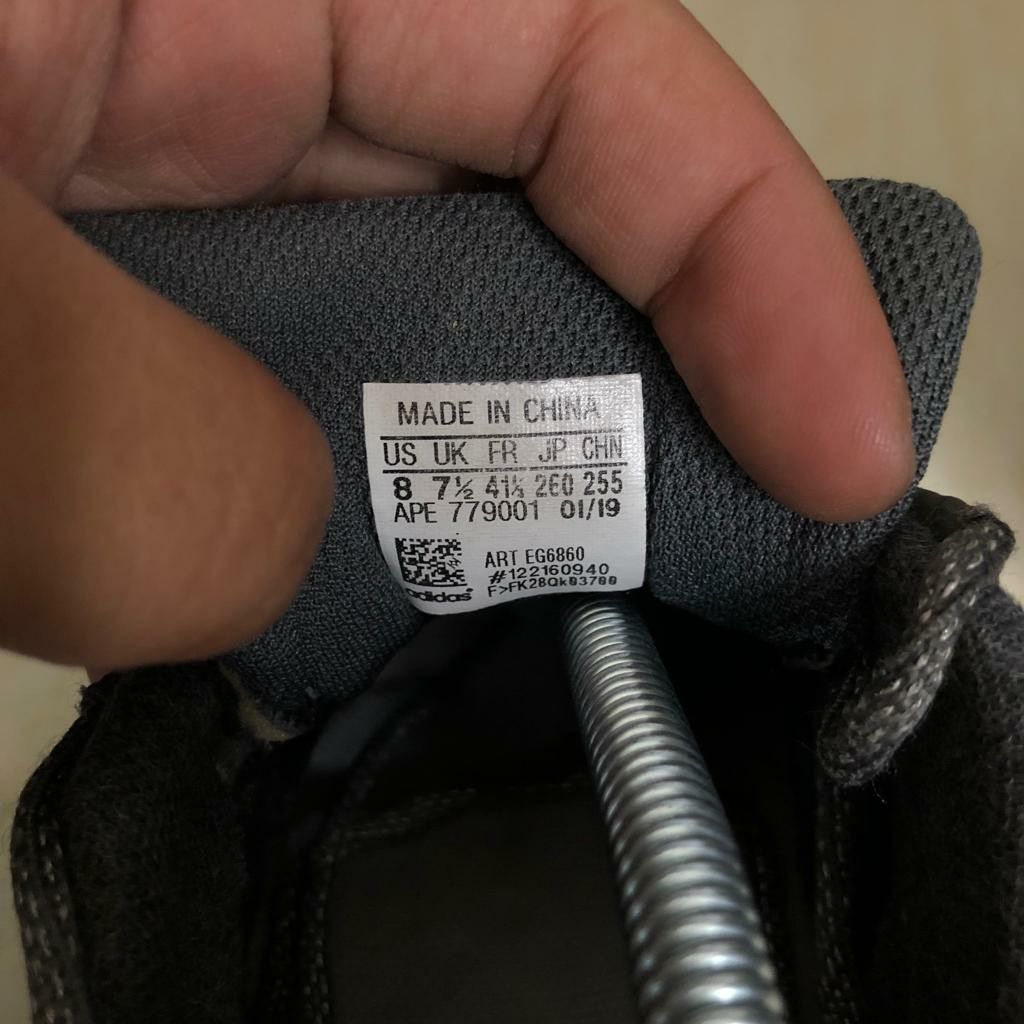 MADE IN CHINA
US UK FR JP CHN
8 7½ 41⅓ 260 255
APE 779001 01/19
ART EG6860
#122160940
adidas